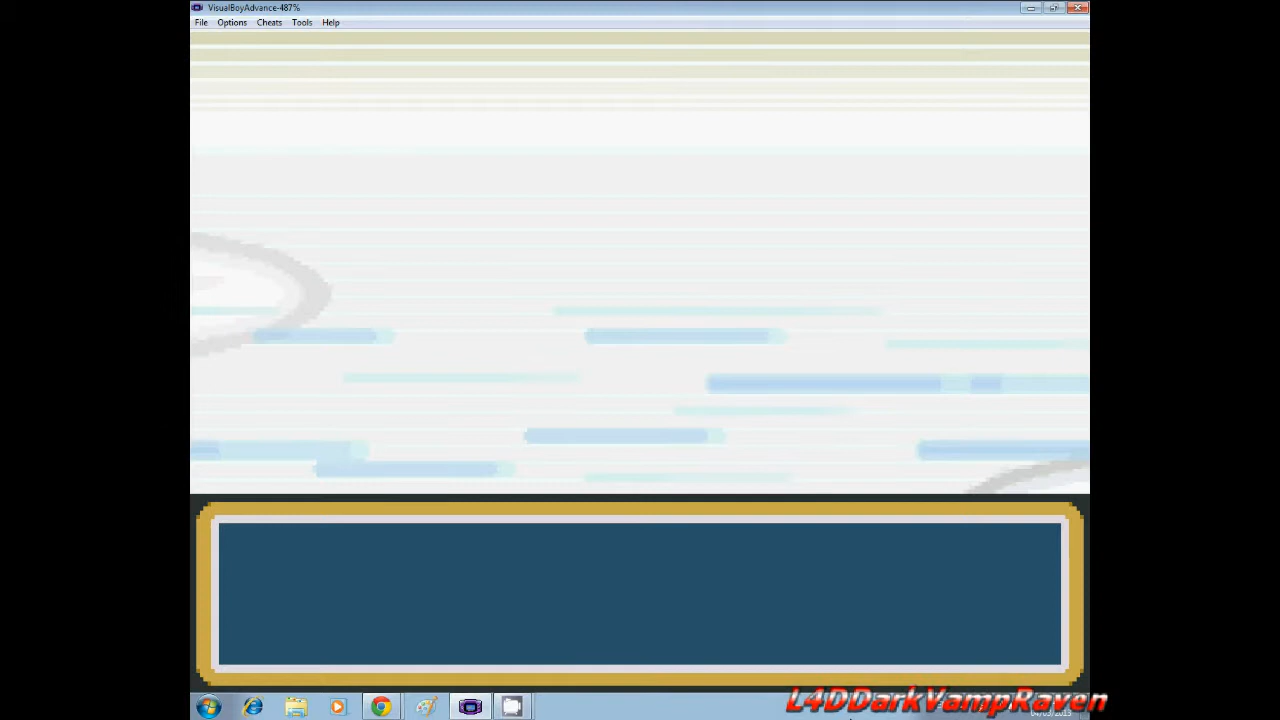 VisualBoyAdvance-487%
File Options Cheats Tools Help
L4DDarkVampRaven